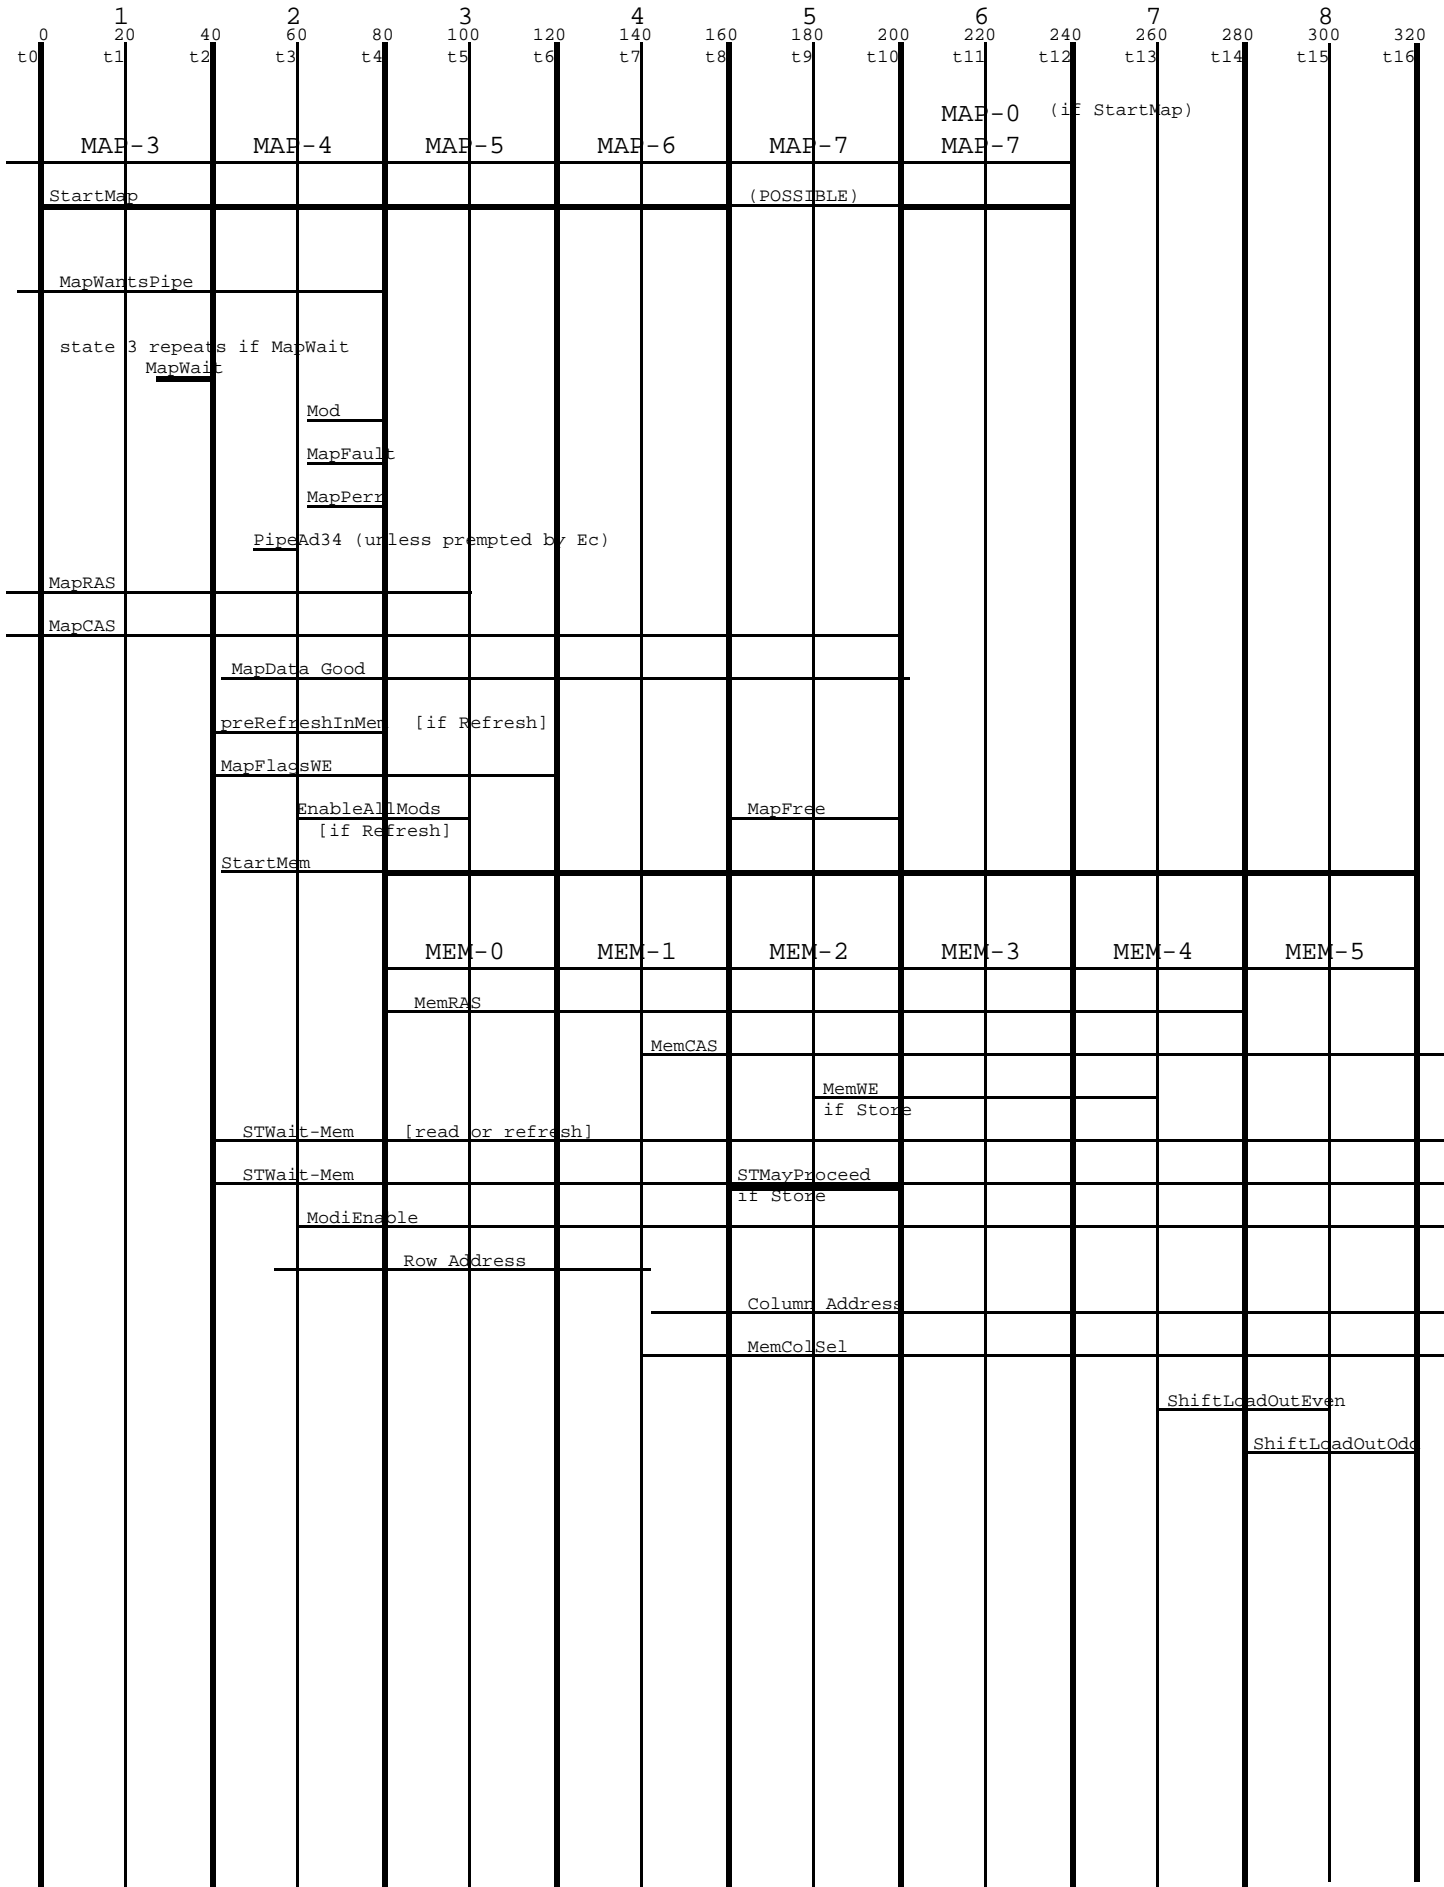 1 2 3 4 5 6 7 8
0 20 40 60 80 100 120 140 160 180 200 220 240 260 280 300 320
t0 t1 t2 t3 t4 t5 t6 t7 t8 t9 t10 t11 t12 t13 t14 t15 t16
MAP-0 (if StartMap)
MAP-3 MAP-4 MAP-5 MAP-6 MAP-7 MAP-7
StartMap (POSSIBLE)
MapWantsPipe
state 3 repeats if MapWait
MapWait
Mod
MapFault
MapPerr
PipeAd34 (unless prempted by Ec)
MapRAS
MapCAS
MapData Good
preRefreshInMem [if Refresh]
MapFlagsWE
EnableAllMods MapFree
[if Refresh]
StartMem
MEM-0 MEM-1 MEM-2 MEM-3 MEM-4 MEM-5
MemRAS
MemCAS
MemWE
if Store
STWait-Mem [read or refresh]
STWait-Mem STMayProceed
if Store
ModiEnable
Row Address
Column Address
MemColSel
ShiftLoadOutEven
ShiftLoadOutOdd